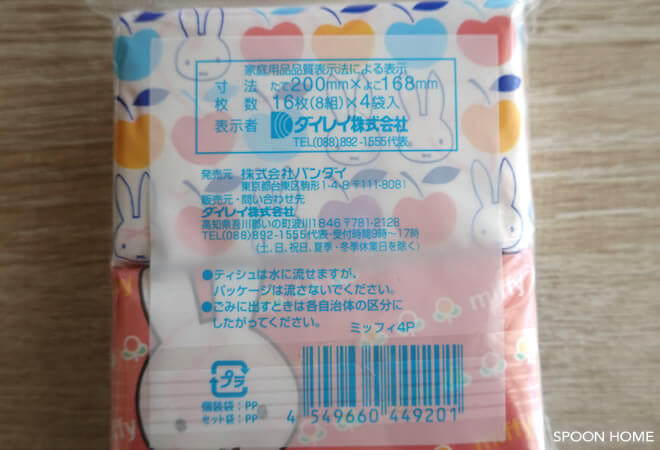 家庭用品品質表示法による表示
寸 法 たて200mm×よこ168mm
枚 数 16枚(8組)×4袋入
表示者 ダイレイ株式会社
TEL(088)892-1555代表
発売元 株式会社バンダイ
東京都台東区駒形1-4-8 〒111-8081
販売元・問い合わせ先
ダイレイ株式会社
高知県吾川郡いの町波川1846 〒781-2128
TEL(088)892-1555代表・受付時間9時〜17時
(土、日、祝日、夏季・冬季休業日を除く)
●ティシュは水に流せますが、
パッケージは流さないでください。
●ごみに出すときは各自治体の区分に
したがってください。
ミッフィ4P
プラ
個装袋:PP
セット袋:PP
4 549660 449201
miffy
miffy
SPOON HOME